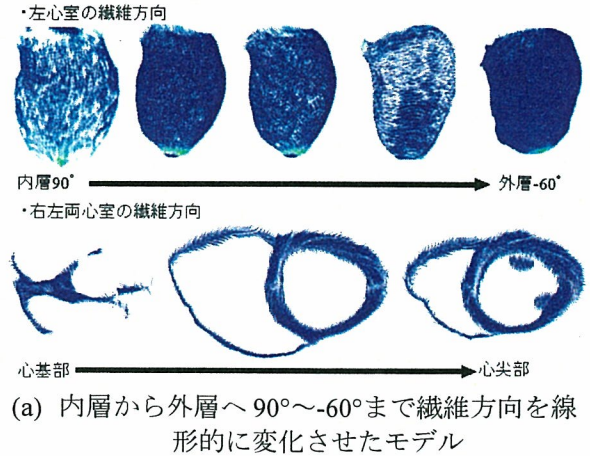 ・左心室の繊維方向
内層90° 外層-60°
・右左両心室の繊維方向
心基部 心尖部
(a) 内層から外層へ 90°～-60°まで繊維方向を線
形的に変化させたモデル